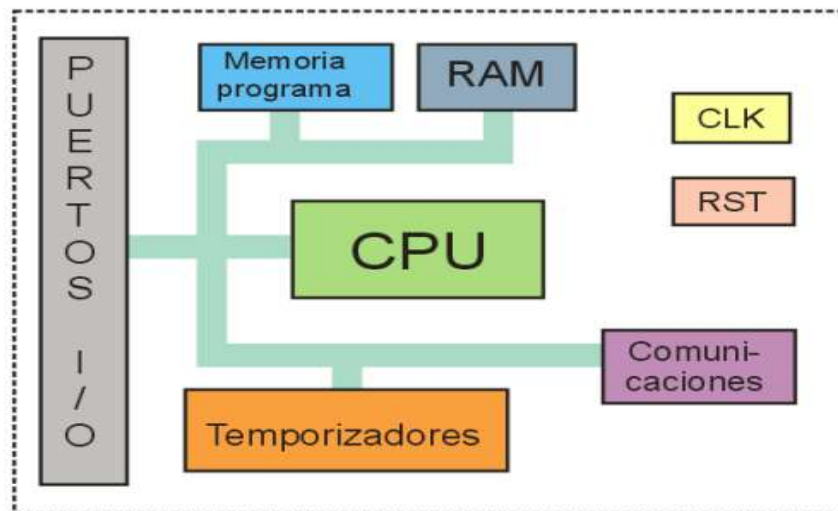 PUERTOS I/O
Memoria
programa
RAM
CLK
RST
CPU
Comuni-
caciones
Temporizadores